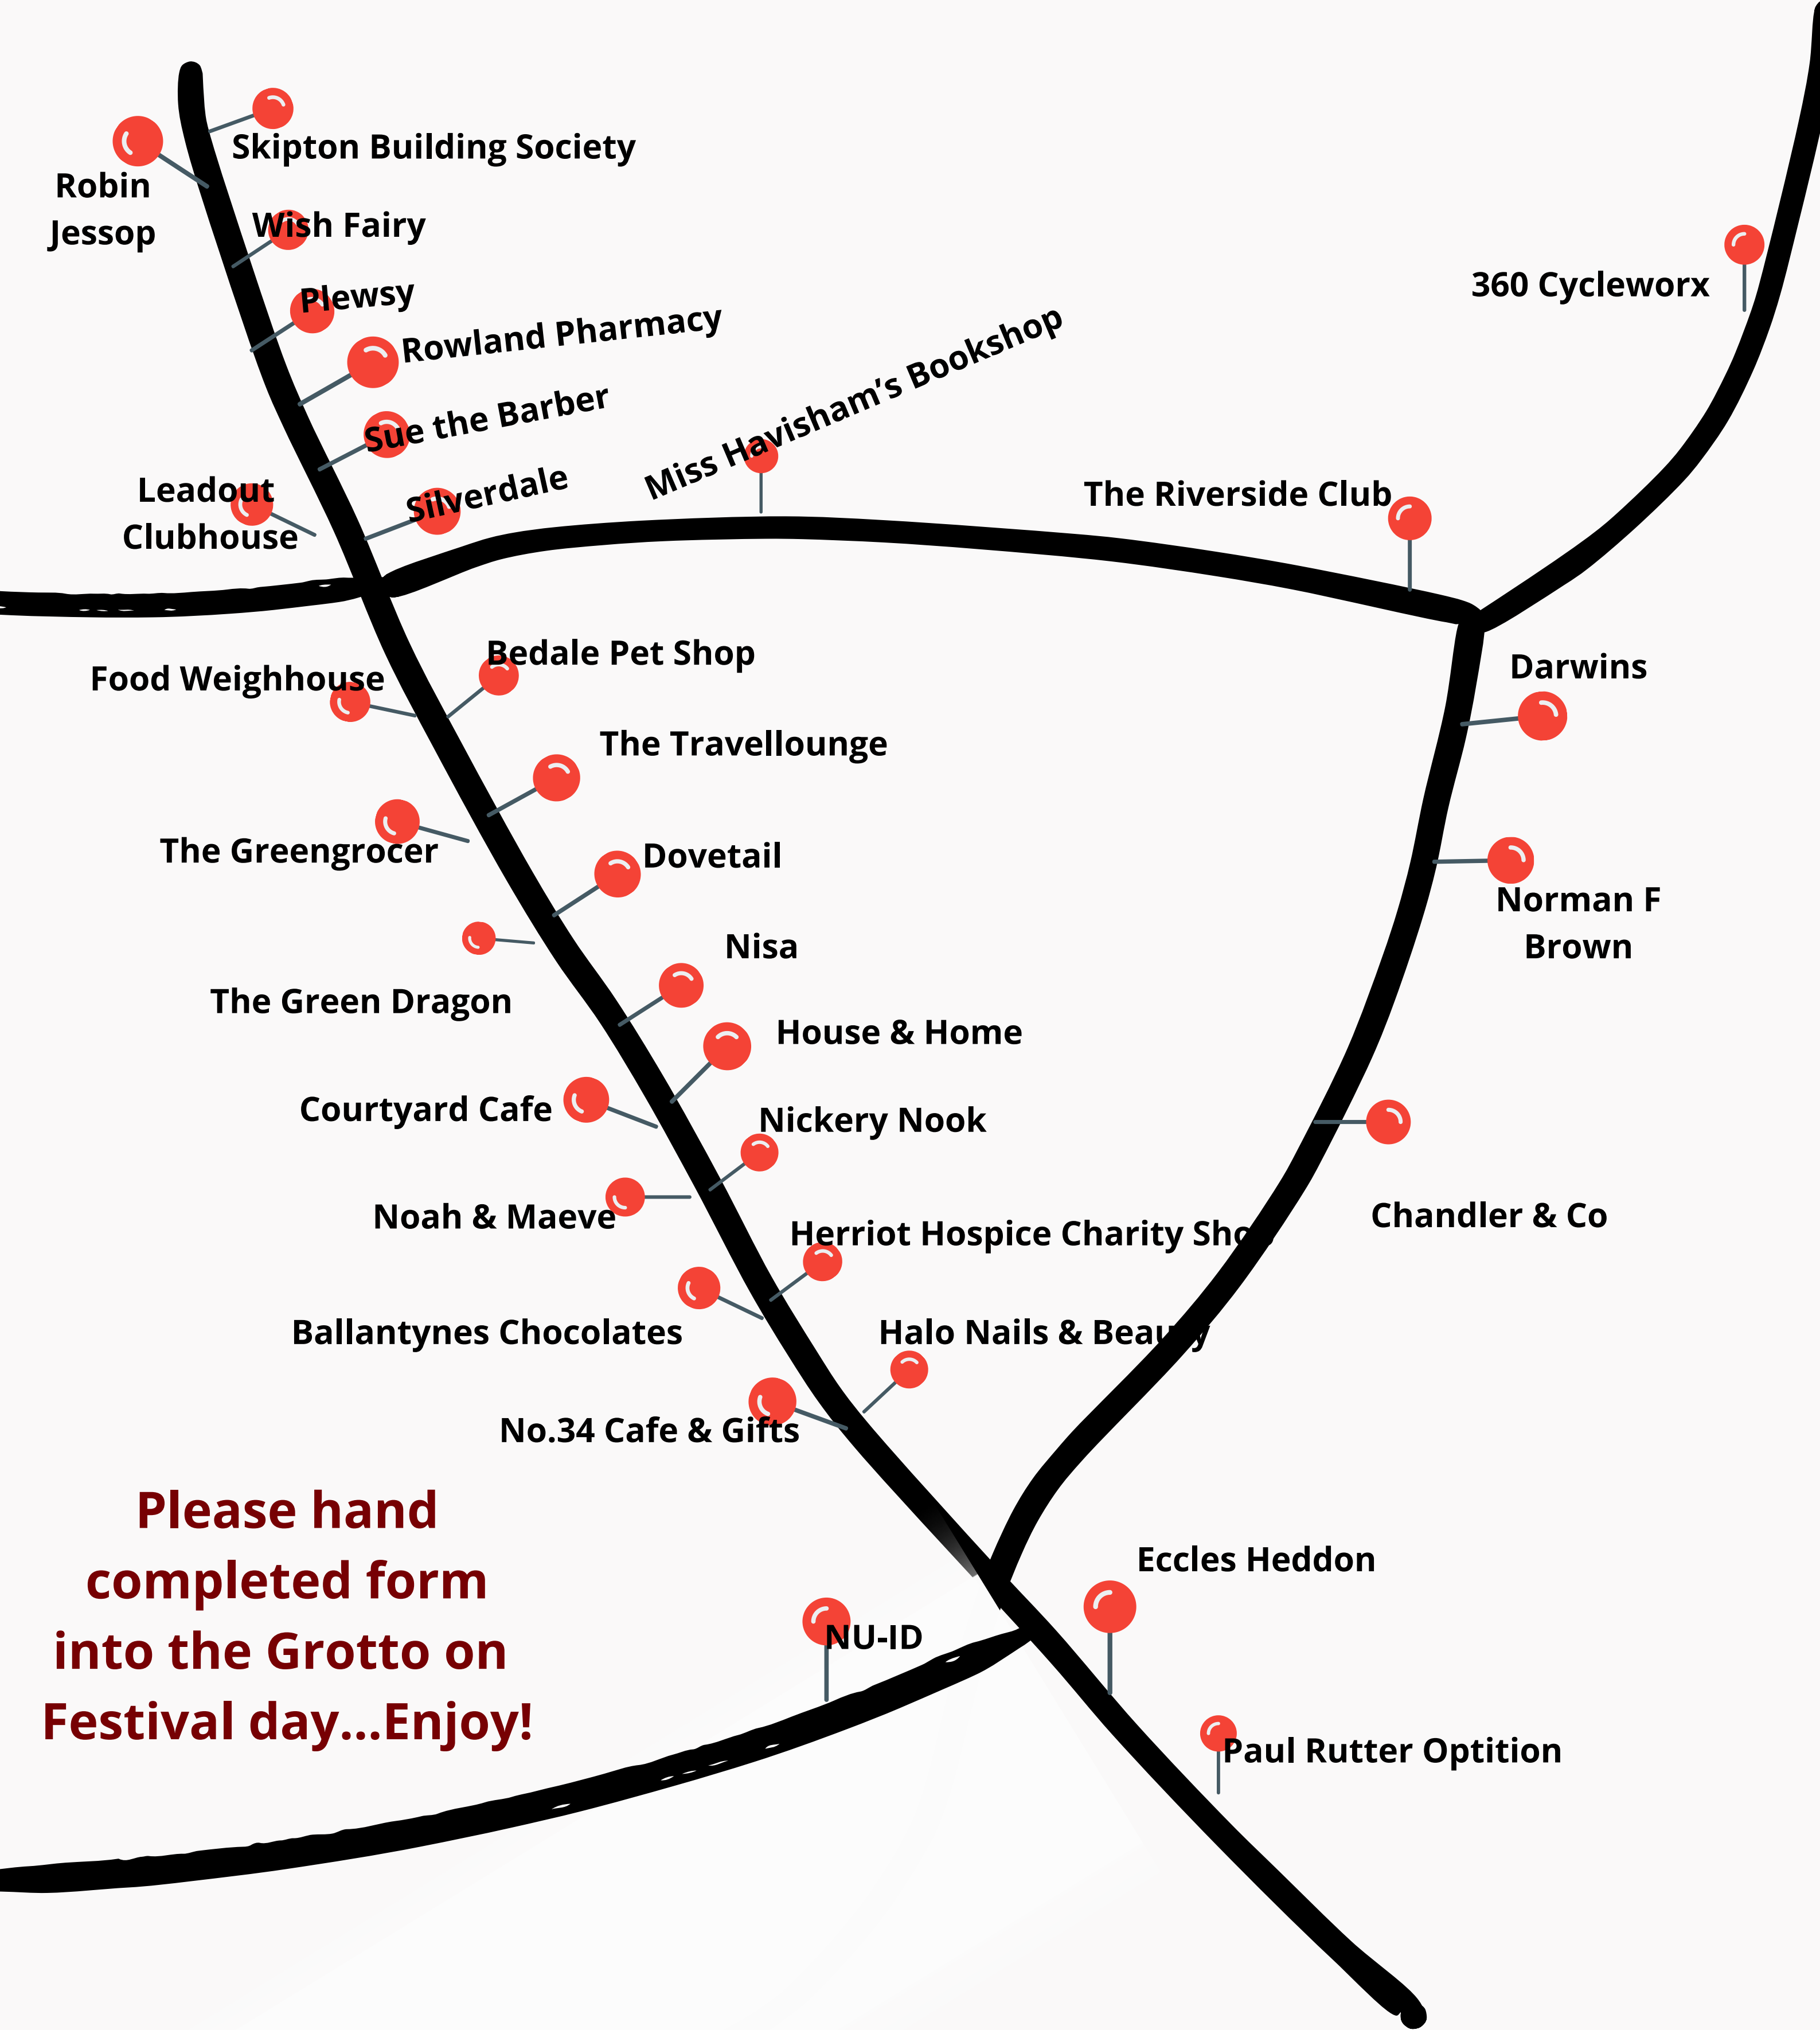 Skipton Building Society
Robin
Jessop
Wish Fairy
Plewsy
Rowland Pharmacy
360 Cycleworx
Sue the Barber
Miss Havisham’s Bookshop
Leadout
Clubhouse
Silverdale
The Riverside Club
Bedale Pet Shop
Food Weighhouse
Darwins
The Travellounge
The Greengrocer
Dovetail
Norman F
Brown
Nisa
The Green Dragon
House & Home
Courtyard Cafe
Nickery Nook
Noah & Maeve
Chandler & Co
Herriot Hospice Charity Shop
Ballantynes Chocolates
Halo Nails & Beauty
No.34 Cafe & Gifts
Please hand
completed form
into the Grotto on
Festival day...Enjoy!
Eccles Heddon
NU-ID
Paul Rutter Optition